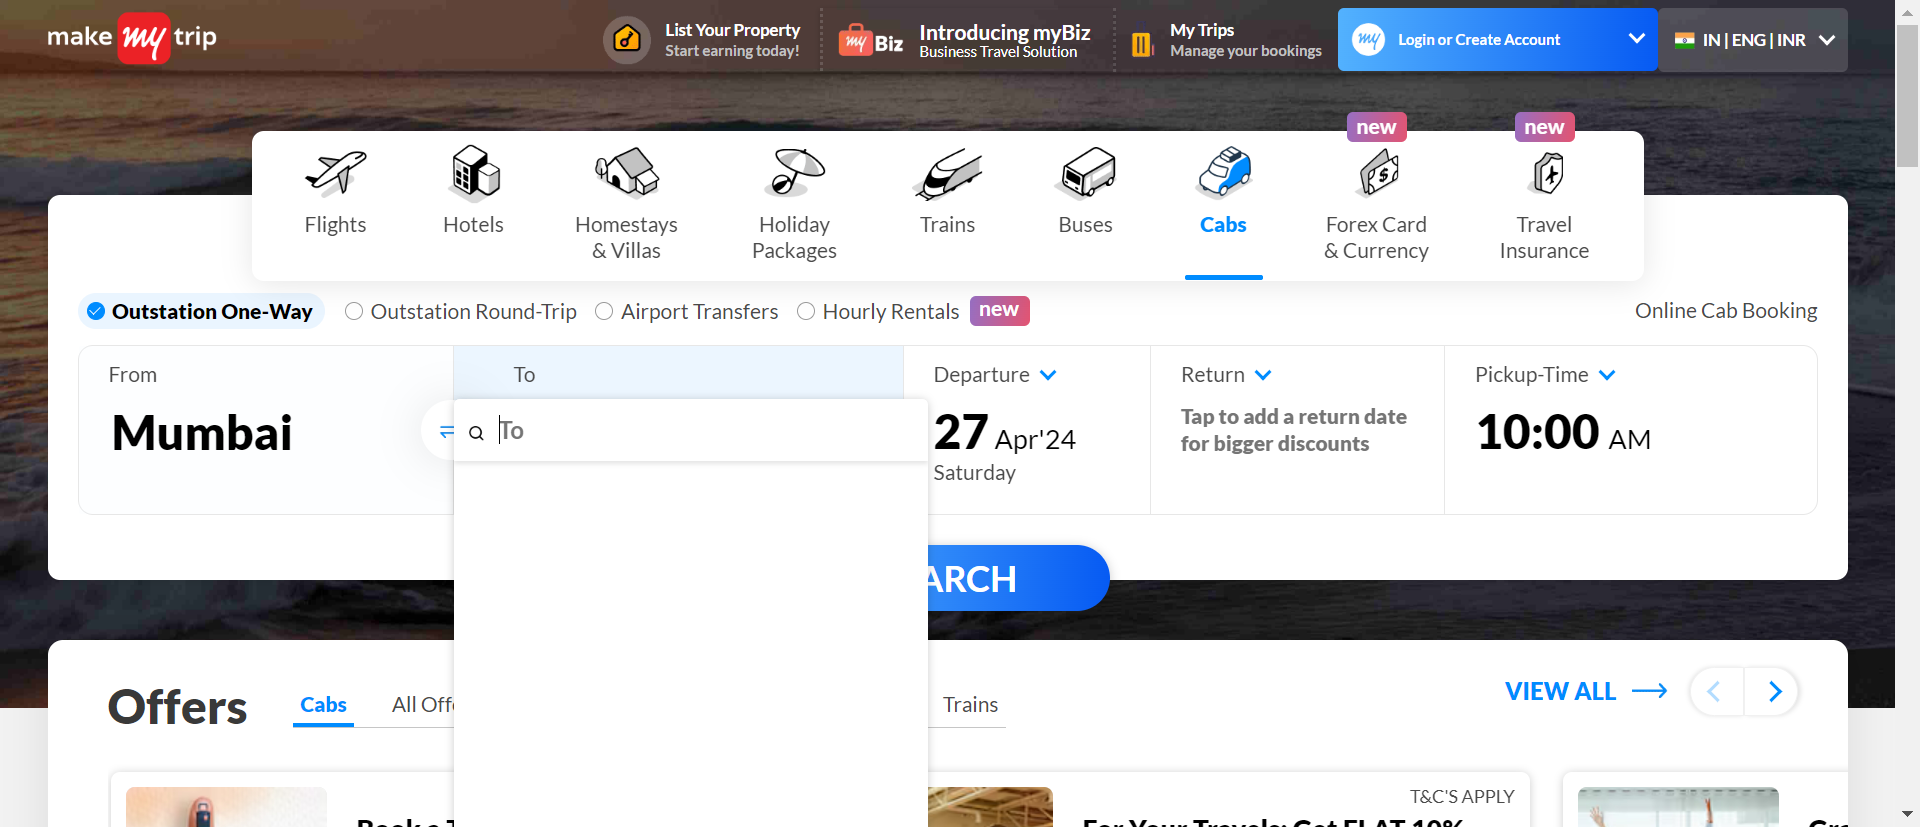 make my trip
List Your Property
Start earning today!
my Biz
Introducing myBiz
Business Travel Solution
My Trips
Manage your bookings
my
Login or Create Account
IN | ENG | INR
new
new
Flights
Hotels
Homestays
& Villas
Holiday
Packages
Trains
Buses
Cabs
Forex Card
& Currency
Travel
Insurance
Outstation One-Way
Outstation Round-Trip
Airport Transfers
Hourly Rentals
new
Online Cab Booking
From
Mumbai
To
To
Departure
27 Apr'24
Saturday
Return
Tap to add a return date
for bigger discounts
Pickup-Time
10:00 AM
ARCH
Offers
Cabs
All Off
Trains
VIEW ALL
T&C'S APPLY
Book a T
For Your Travels: Get FLAT 10%